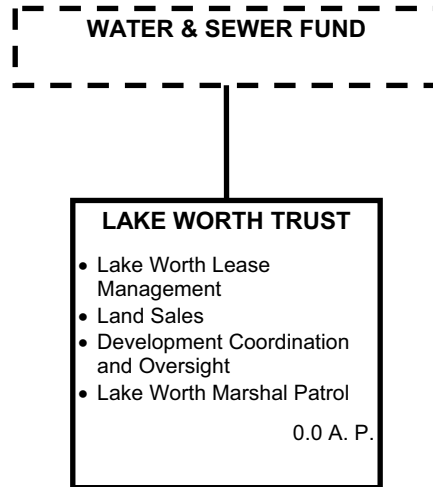 WATER & SEWER FUND
LAKE WORTH TRUST
• Lake Worth Lease
Management
• Land Sales
• Development Coordination
and Oversight
• Lake Worth Marshal Patrol
0.0 A. P.